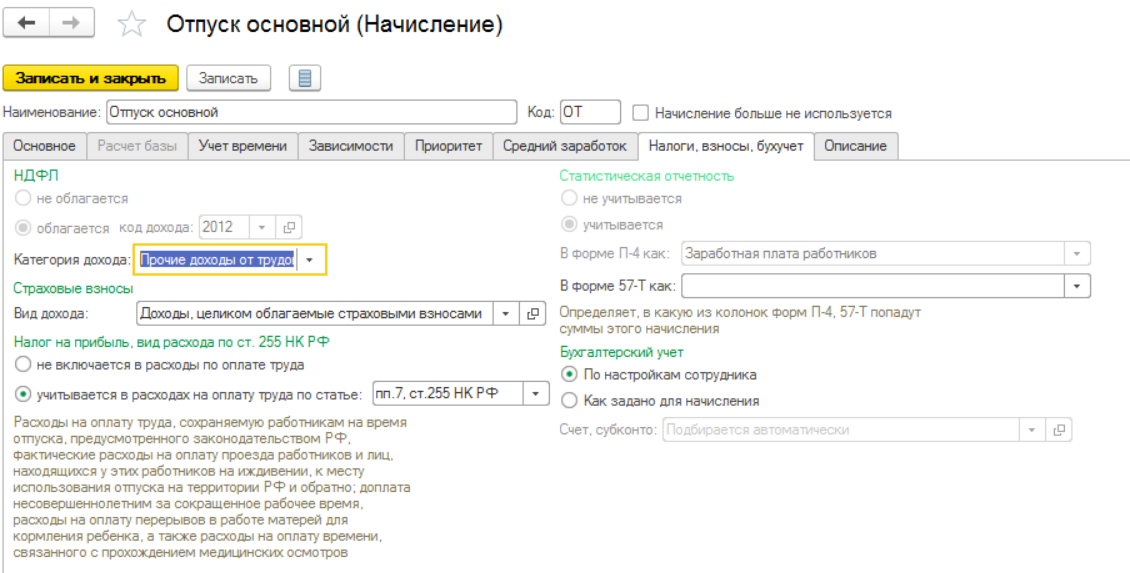 Отпуск основной (Начисление)
Записать и закрыть Записать
Наименование: Отпуск основной Код: ОТ Начисление больше не используется
Основное Расчет базы Учет времени Зависимости Приоритет Средний заработок Налоги, взносы, бухучет Описание
НДФЛ
не облагается
облагается код дохода: 2012
Категория дохода: Прочие доходы от трудо
Страховые взносы
Вид дохода: Доходы, целиком облагаемые страховыми взносами
Налог на прибыль, вид расхода по ст. 255 НК РФ
не включается в расходы по оплате труда
учитывается в расходах на оплату труда по статье: пп.7, ст.255 НК РФ
Расходы на оплату труда, сохраняемую работникам на время
отпуска, предусмотренного законодательством РФ,
фактические расходы на оплату проезда работников и лиц,
находящихся у этих работников на иждивении, к месту
использования отпуска на территории РФ и обратно; доплата
несовершеннолетним за сокращенное рабочее время,
расходы на оплату перерывов в работе матерей для
кормления ребенка, а также расходы на оплату времени,
связанного с прохождением медицинских осмотров
Статистическая отчетность
не учитывается
учитывается
В форме П-4 как: Заработная плата работников
В форме 57-Т как:
Определяет, в какую из колонок форм П-4, 57-Т попадут
суммы этого начисления
Бухгалтерский учет
По настройкам сотрудника
Как задано для начисления
Счет, субконто: Подбирается автоматически